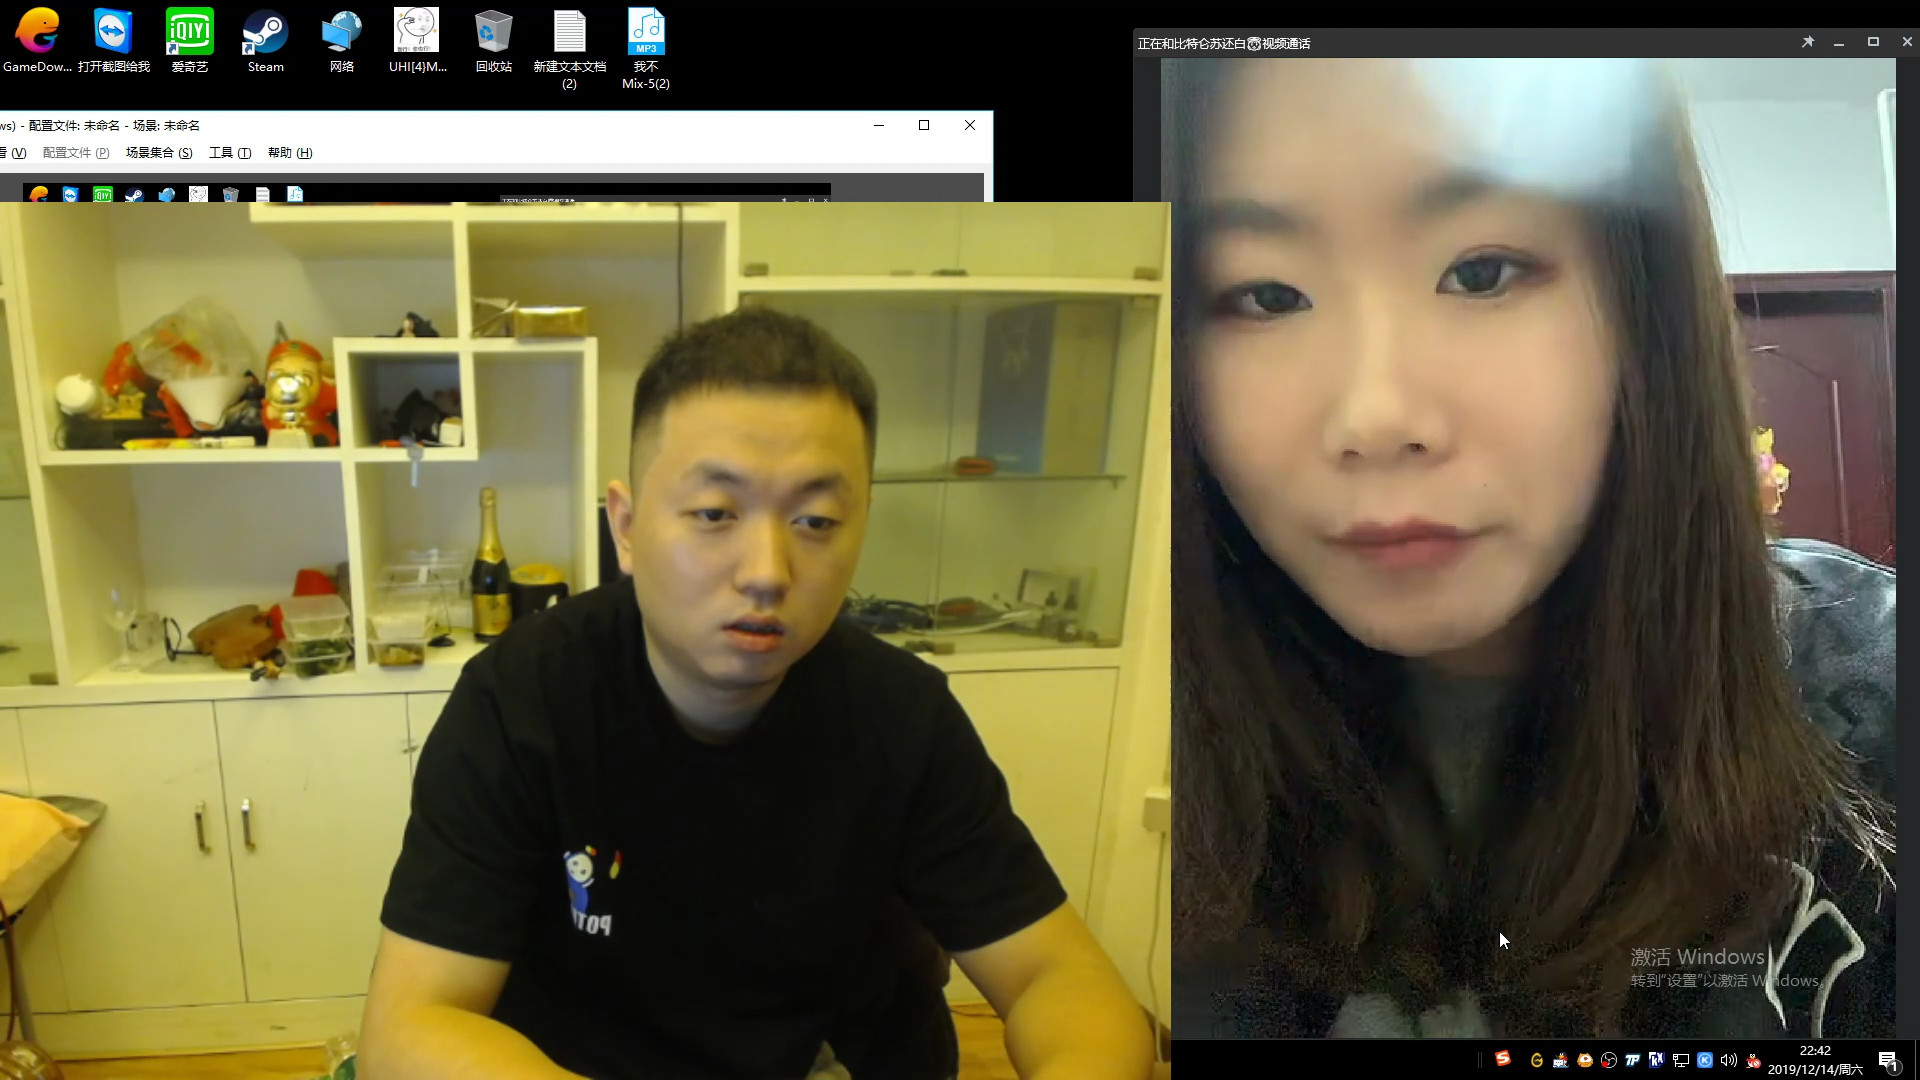 GameDow...
打开截图给我
爱奇艺
Steam
网络
UHI[4}M...
回收站
新建文本文档
(2)
我不
Mix-5(2)
iQIYI
MP3
正在和比特仑苏还白🐯视频通话
ws) - 配置文件: 未命名 - 场景: 未命名
看 (V)
配置文件 (P)
场景集合 (S)
工具 (T)
帮助 (H)
激活 Windows
转到"设置"以激活 Windows。
22:42
2019/12/14/周六
1